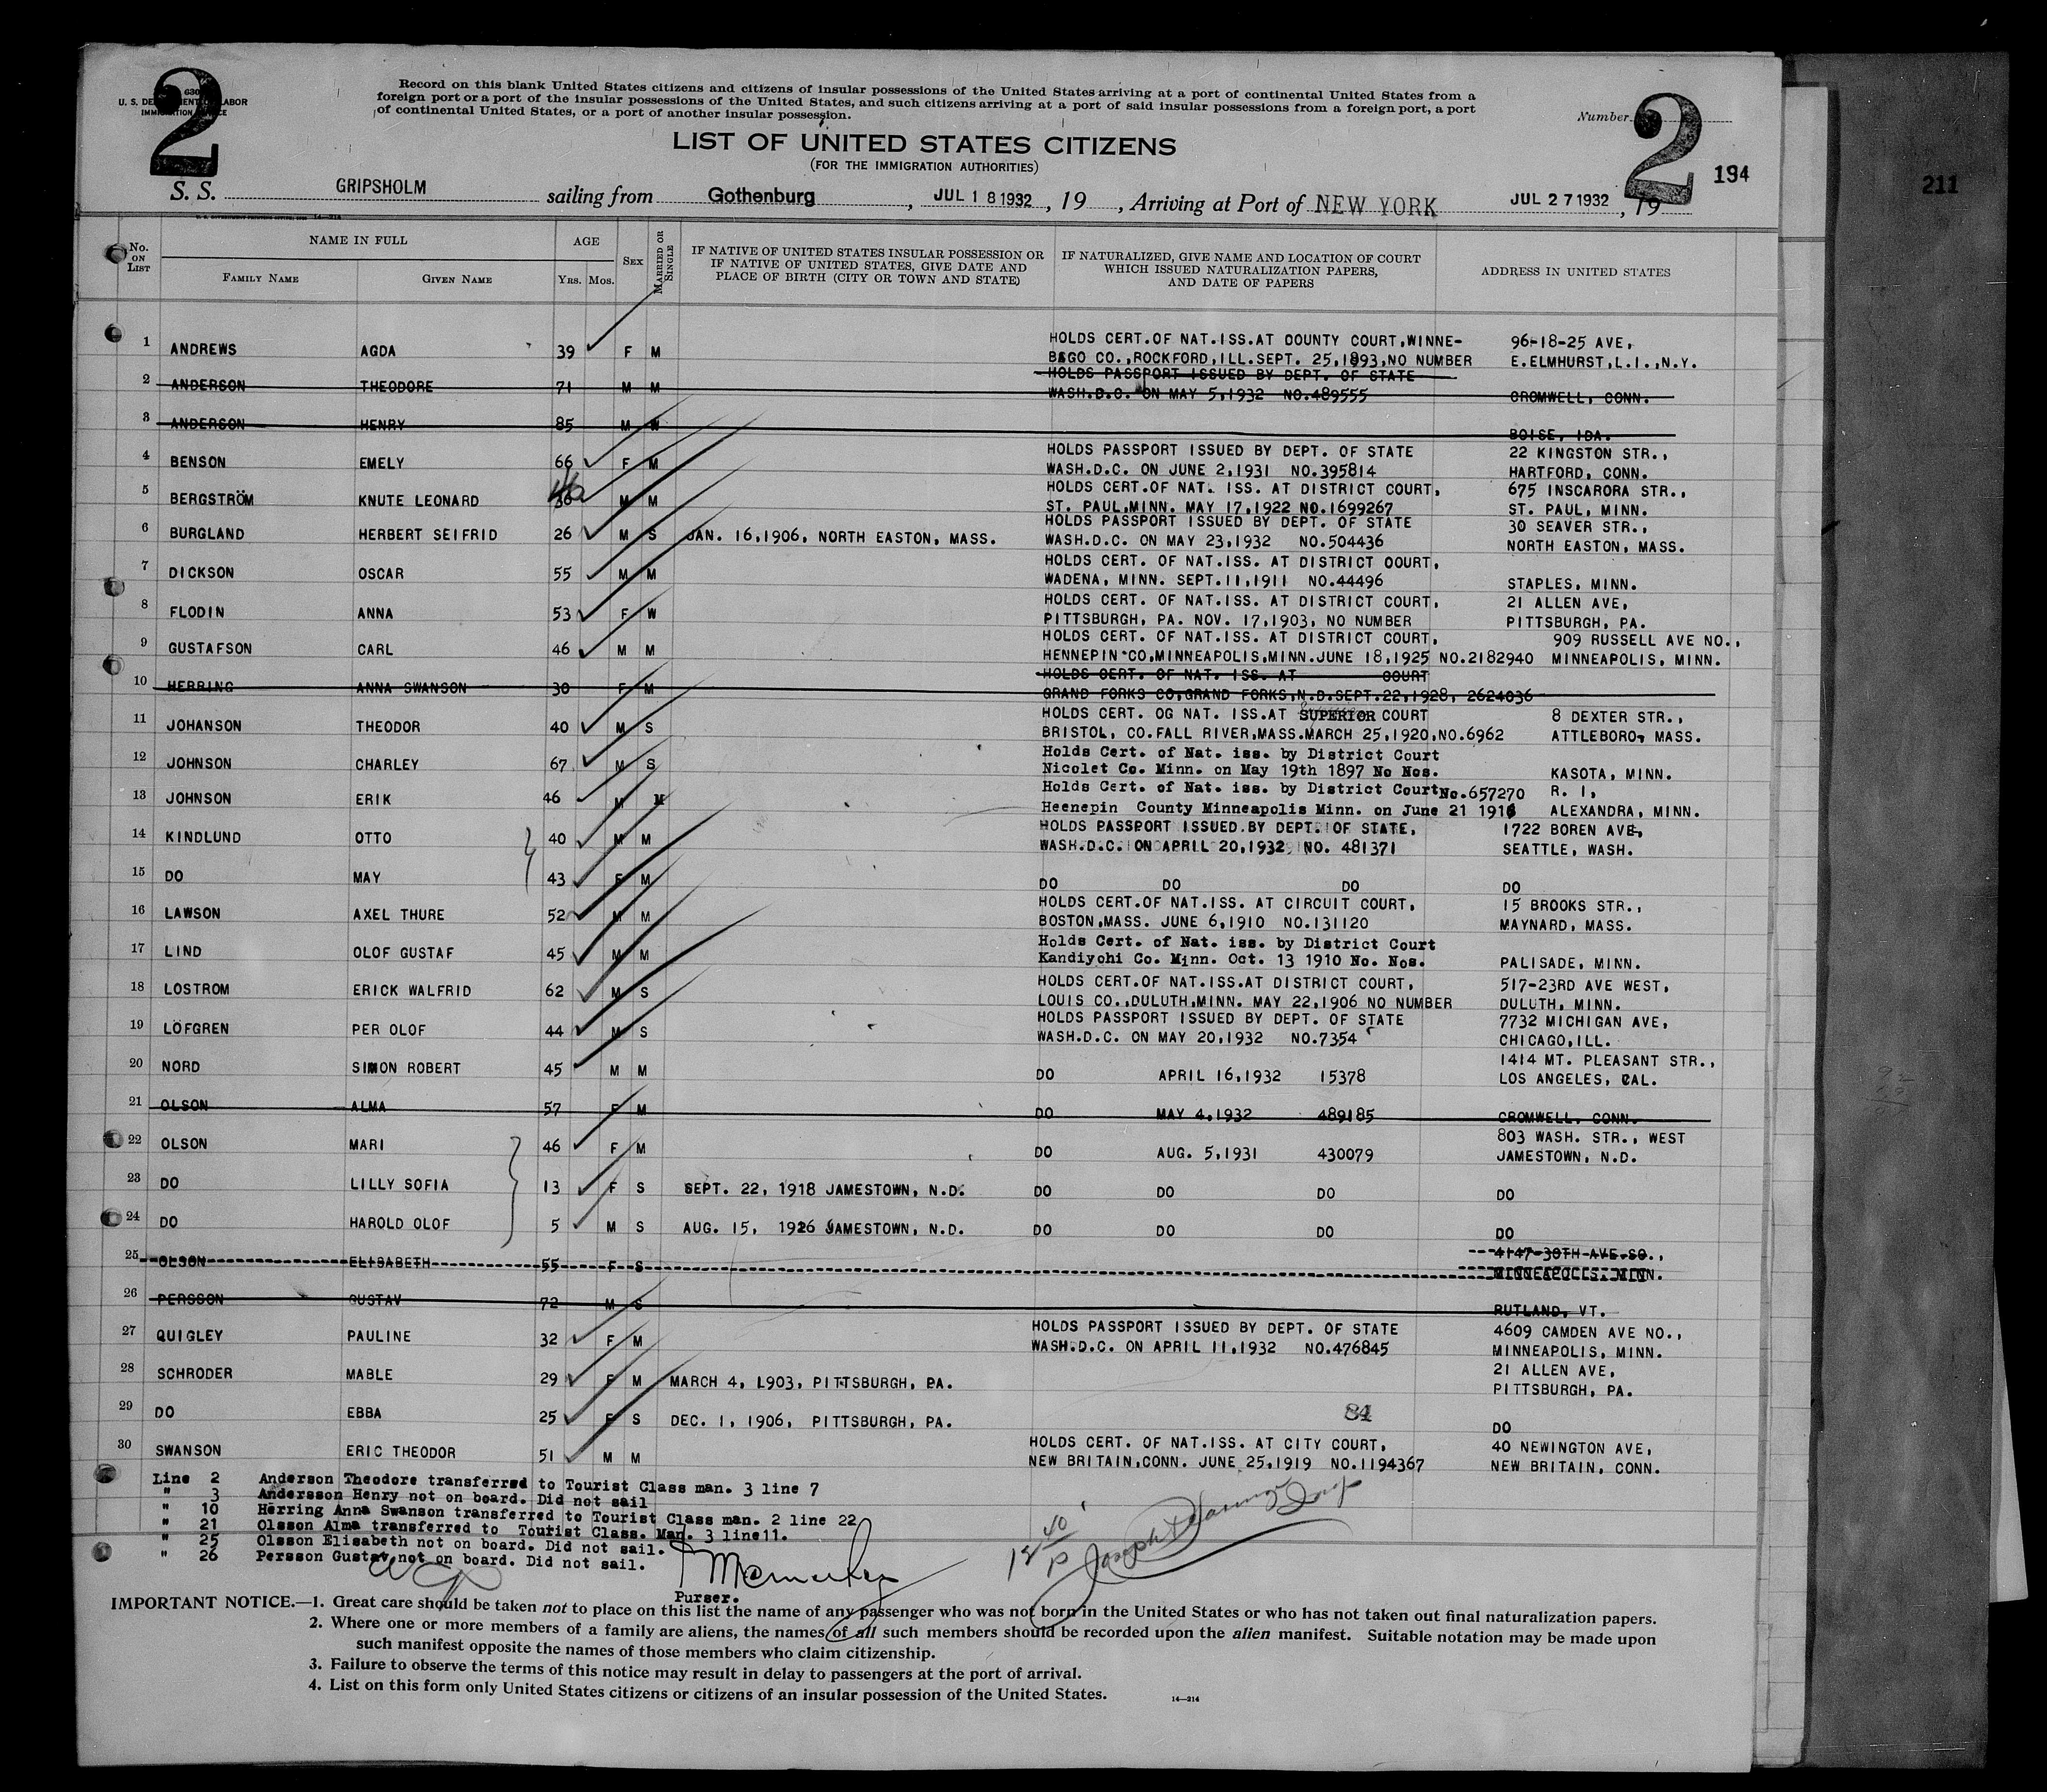 2
630
U. S. DEPARTMENT OF LABOR
IMMIGRATION SERVICE
Record on this blank United States citizens and citizens of insular possessions of the United States arriving at a port of continental United States from a
foreign port or a port of the insular possessions of the United States, and such citizens arriving at a port of said insular possessions from a foreign port, a port
of continental United States, or a port of another insular possession.
Number
2
194
211
LIST OF UNITED STATES CITIZENS
(FOR THE IMMIGRATION AUTHORITIES)
S. S. GRIPSHOLM sailing from Gothenburg, JUL 18 1932, 19 , Arriving at Port of NEW YORK JUL 27 1932, 19
No. ON LIST
NAME IN FULL
FAMILY NAME GIVEN NAME
AGE
YRS. MOS.
SEX
MARRIED OR SINGLE
IF NATIVE OF UNITED STATES INSULAR POSSESSION OR
IF NATIVE OF UNITED STATES, GIVE DATE AND
PLACE OF BIRTH (CITY OR TOWN AND STATE)
IF NATURALIZED, GIVE NAME AND LOCATION OF COURT
WHICH ISSUED NATURALIZATION PAPERS,
AND DATE OF PAPERS
ADDRESS IN UNITED STATES
1 ANDREWS AGDA 39 F M HOLDS CERT.OF NAT.ISS.AT COUNTY COURT,WINNE- 96-18-25 AVE,
BEGO CO.,ROCKFORD,ILL.SEPT. 25,1893,NO NUMBER E.ELMHURST,L.I.,N.Y.
2 ANDERSON THEODORE 71 M M HOLDS PASSPORT ISSUED BY DEPT. OF STATE
WASH.D.C. ON MAY 5,1932 NO.489555 CROMWELL, CONN.
3 ANDERSON HENRY 85 M W BOISE, IDA.
4 BENSON EMELY 66 F M HOLDS PASSPORT ISSUED BY DEPT. OF STATE 22 KINGSTON STR.,
WASH.D.C. ON JUNE 2,1931 NO.395814 HARTFORD, CONN.
5 BERGSTRÖM KNUTE LEONARD M M HOLDS CERT.OF NAT. ISS. AT DISTRICT COURT, 675 INSCARORA STR.,
ST. PAUL,MINN. MAY 17,1922 NO.1699267 ST. PAUL, MINN.
6 BURGLAND HERBERT SEIFRID 26 M S JAN. 16,1906, NORTH EASTON, MASS. HOLDS PASSPORT ISSUED BY DEPT. OF STATE 30 SEAVER STR.,
WASH.D.C. ON MAY 23,1932 NO.504436 NORTH EASTON, MASS.
7 DICKSON OSCAR 55 M M HOLDS CERT. OF NAT.ISS. AT DISTRICT COURT,
WADENA, MINN. SEPT.11,1911 NO.44496 STAPLES, MINN.
8 FLODIN ANNA 53 F W HOLDS CERT. OF NAT.ISS. AT DISTRICT COURT, 21 ALLEN AVE,
PITTSBURGH, PA. NOV. 17,1903, NO NUMBER PITTSBURGH, PA.
9 GUSTAFSON CARL 46 M M HOLDS CERT. OF NAT.ISS. AT DISTRICT COURT, 909 RUSSELL AVE NO.,
HENNEPIN CO,MINNEAPOLIS,MINN.JUNE 18,1925 NO.2182940 MINNEAPOLIS, MINN.
10 HERRING ANNA SWANSON 30 F M HOLDS CERT. OF NAT. ISS. AT COURT
GRAND FORKS CO,GRAND FORKS,N.D.SEPT.22,1928, 2624036
11 JOHANSON THEODOR 40 M S HOLDS CERT. OG NAT. ISS.AT SUPERIOR COURT 8 DEXTER STR.,
BRISTOL, CO.FALL RIVER,MASS.MARCH 25,1920,NO.6962 ATTLEBORO, MASS.
12 JOHNSON CHARLEY 67 M S Holds Cert. of Nat. iss. by District Court
Nicolet Co. Minn. on May 19th 1897 No Nos. KASOTA, MINN.
13 JOHNSON ERIK 46 M M Holds Cert. of Nat. iss. by District Court No.657270 R. 1,
Heenepin County Minneapolis Minn. on June 21 1916 ALEXANDRA, MINN.
14 KINDLUND OTTO 40 M M HOLDS PASSPORT ISSUED.BY DEPT. OF STATE, 1722 BOREN AVE,
WASH.D.C. ON APRIL 20,1932 NO. 481371 SEATTLE, WASH.
15 DO MAY 43 F M DO DO DO DO
16 LAWSON AXEL THURE 52 M M HOLDS CERT.OF NAT.ISS. AT CIRCUIT COURT, 15 BROOKS STR.,
BOSTON,MASS. JUNE 6,1910 NO.131120 MAYNARD, MASS.
17 LIND OLOF GUSTAF 45 M M Holds Cert. of Nat. iss. by District Court
Kandiyohi Co. Minn. Oct. 13 1910 No. Nos. PALISADE, MINN.
18 LOSTROM ERICK WALFRID 62 M S HOLDS CERT.OF NAT.ISS.AT DISTRICT COURT, 517-23RD AVE WEST,
LOUIS CO.,DULUTH,MINN. MAY 22,1906 NO NUMBER DULUTH, MINN.
19 LÖFGREN PER OLOF 44 M S HOLDS PASSPORT ISSUED BY DEPT. OF STATE 7732 MICHIGAN AVE,
WASH.D.C. ON MAY 20,1932 NO.7354 CHICAGO,ILL.
20 NORD SIMON ROBERT 45 M M DO APRIL 16,1932 15378 1414 MT. PLEASANT STR.,
LOS ANGELES, CAL.
21 OLSON ALMA 57 F M DO MAY 4,1932 489185 CROMWELL, CONN.
22 OLSON MARI 46 F M DO AUG. 5,1931 430079 803 WASH. STR., WEST
JAMESTOWN, N.D.
23 DO LILLY SOFIA 13 F S SEPT. 22, 1918 JAMESTOWN, N.D. DO DO DO DO
24 DO HAROLD OLOF 5 M S AUG. 15, 1926 JAMESTOWN, N.D. DO DO DO DO
25 OLSON ELISABETH 55 F S 4147-30TH AVE SO.,
MINNEAPOLIS, MINN.
26 PERSSON GUSTAV 72 M S RUTLAND, VT.
27 QUIGLEY PAULINE 32 F M HOLDS PASSPORT ISSUED BY DEPT. OF STATE 4609 CAMDEN AVE NO.,
WASH.D.C. ON APRIL 11,1932 NO.476845 MINNEAPOLIS, MINN.
28 SCHRODER MABLE 29 F M MARCH 4, 1903, PITTSBURGH, PA. 21 ALLEN AVE,
PITTSBURGH, PA.
29 DO EBBA 25 F S DEC. 1, 1906, PITTSBURGH, PA. 84 DO
30 SWANSON ERIC THEODOR 51 M M HOLDS CERT. OF NAT.ISS. AT CITY COURT, 40 NEWINGTON AVE,
NEW BRITAIN,CONN. JUNE 25,1919 NO.1194367 NEW BRITAIN, CONN.
Line 2 Anderson Theodore transferred to Tourist Class man. 3 line 7
" 3 Andersson Henry not on board. Did not sail
" 10 Herring Anna Swanson transferred to Tourist Class man. 2 line 22
" 21 Olsson Alma transferred to Tourist Class. Man. 3 line 11.
" 25 Olsson Elisabeth not on board. Did not sail.
" 26 Persson Gustav not on board. Did not sail.
Purser.
IMPORTANT NOTICE.—1. Great care should be taken not to place on this list the name of any passenger who was not born in the United States or who has not taken out final naturalization papers.
2. Where one or more members of a family are aliens, the names of all such members should be recorded upon the alien manifest. Suitable notation may be made upon
such manifest opposite the names of those members who claim citizenship.
3. Failure to observe the terms of this notice may result in delay to passengers at the port of arrival.
4. List on this form only United States citizens or citizens of an insular possession of the United States.
14—214